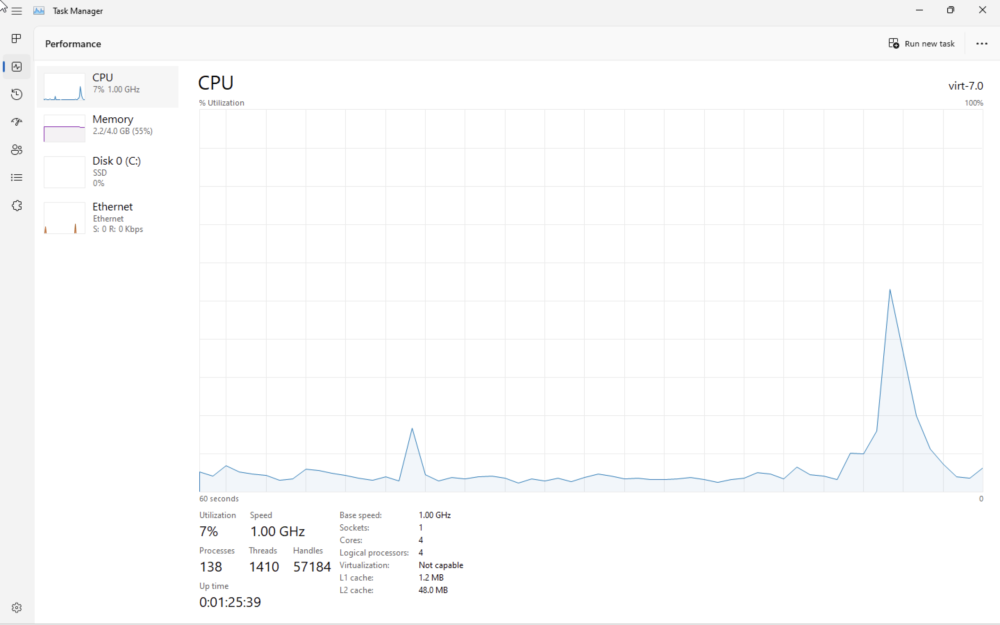 Task Manager
Performance
Run new task
CPU
7% 1.00 GHz
Memory
2.2/4.0 GB (55%)
Disk 0 (C:)
SSD
0%
Ethernet
Ethernet
S: 0 R: 0 Kbps
CPU
virt-7.0
% Utilization
100%
60 seconds
0
Utilization
7%
Speed
1.00 GHz
Processes
138
Threads
1410
Handles
57184
Up time
0:01:25:39
Base speed: 1.00 GHz
Sockets: 1
Cores: 4
Logical processors: 4
Virtualization: Not capable
L1 cache: 1.2 MB
L2 cache: 48.0 MB